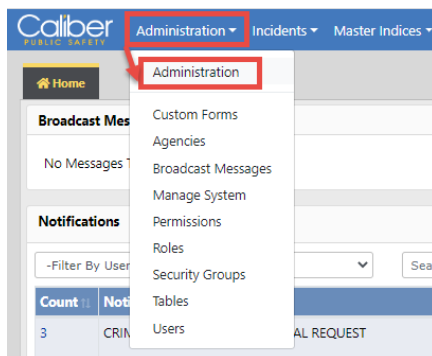 Caliber
PUBLIC SAFETY
Administration Incidents Master Indices
Administration
Home
Custom Forms
Broadcast Mes
Agencies
No Messages
Broadcast Messages
Manage System
Notifications
Permissions
Roles
-Filter By User
Security Groups
Sea
Count Noti
Tables
3 CRIM
Users
AL REQUEST